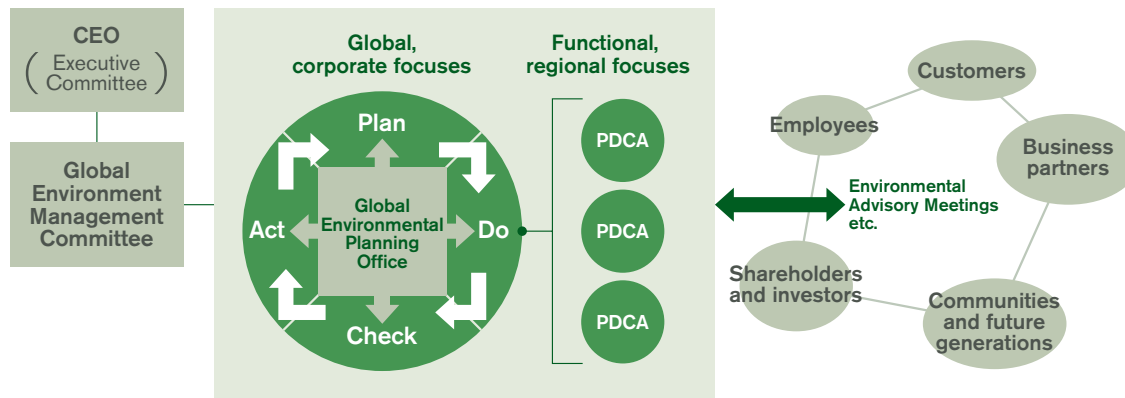 CEO
( Executive
Committee )
Global
Environment
Management
Committee
Global,
corporate focuses
Plan
Act
Global
Environmental
Planning
Office
Do
Check
Functional,
regional focuses
PDCA
PDCA
PDCA
Environmental
Advisory Meetings
etc.
Customers
Employees
Business
partners
Shareholders
and investors
Communities
and future
generations